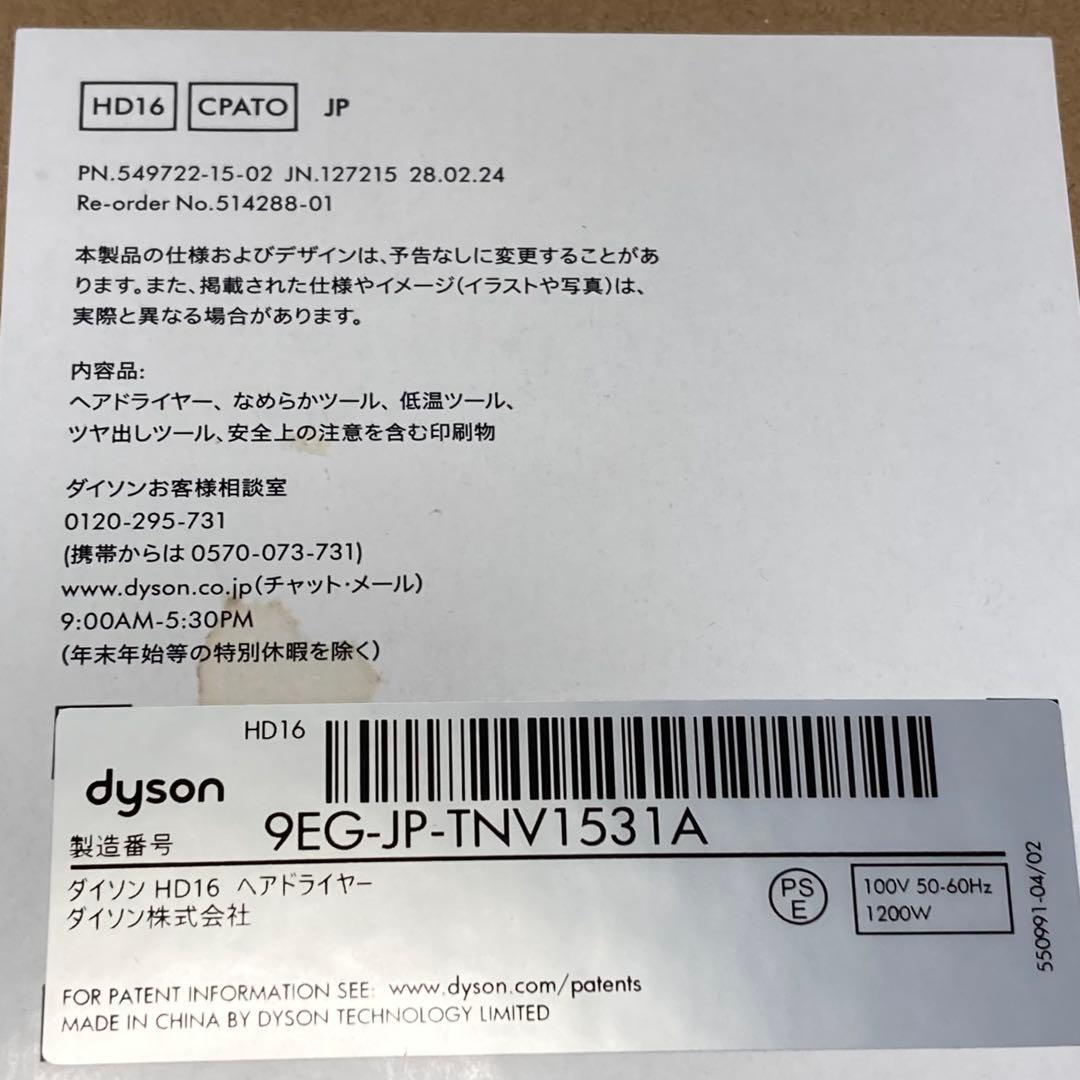 HD16 CPATO JP
PN.549722-15-02 JN.127215 28.02.24
Re-order No.514288-01
本製品の仕様およびデザインは、予告なしに変更することがあ
ります。また、掲載された仕様やイメージ(イラストや写真)は、
実際と異なる場合があります。
内容品:
ヘアドライヤー、なめらかツール、低温ツール、
ツヤ出しツール、安全上の注意を含む印刷物
ダイソンお客様相談室
0120-295-731
(携帯からは 0570-073-731)
www.dyson.co.jp(チャット・メール)
9:00AM-5:30PM
(年末年始等の特別休暇を除く)
HD16
dyson
製造番号 9EG-JP-TNV1531A
ダイソン HD16 ヘアドライヤー
ダイソン株式会社
PS
E
100V 50-60Hz
1200W
550991-04/02
FOR PATENT INFORMATION SEE: www.dyson.com/patents
MADE IN CHINA BY DYSON TECHNOLOGY LIMITED